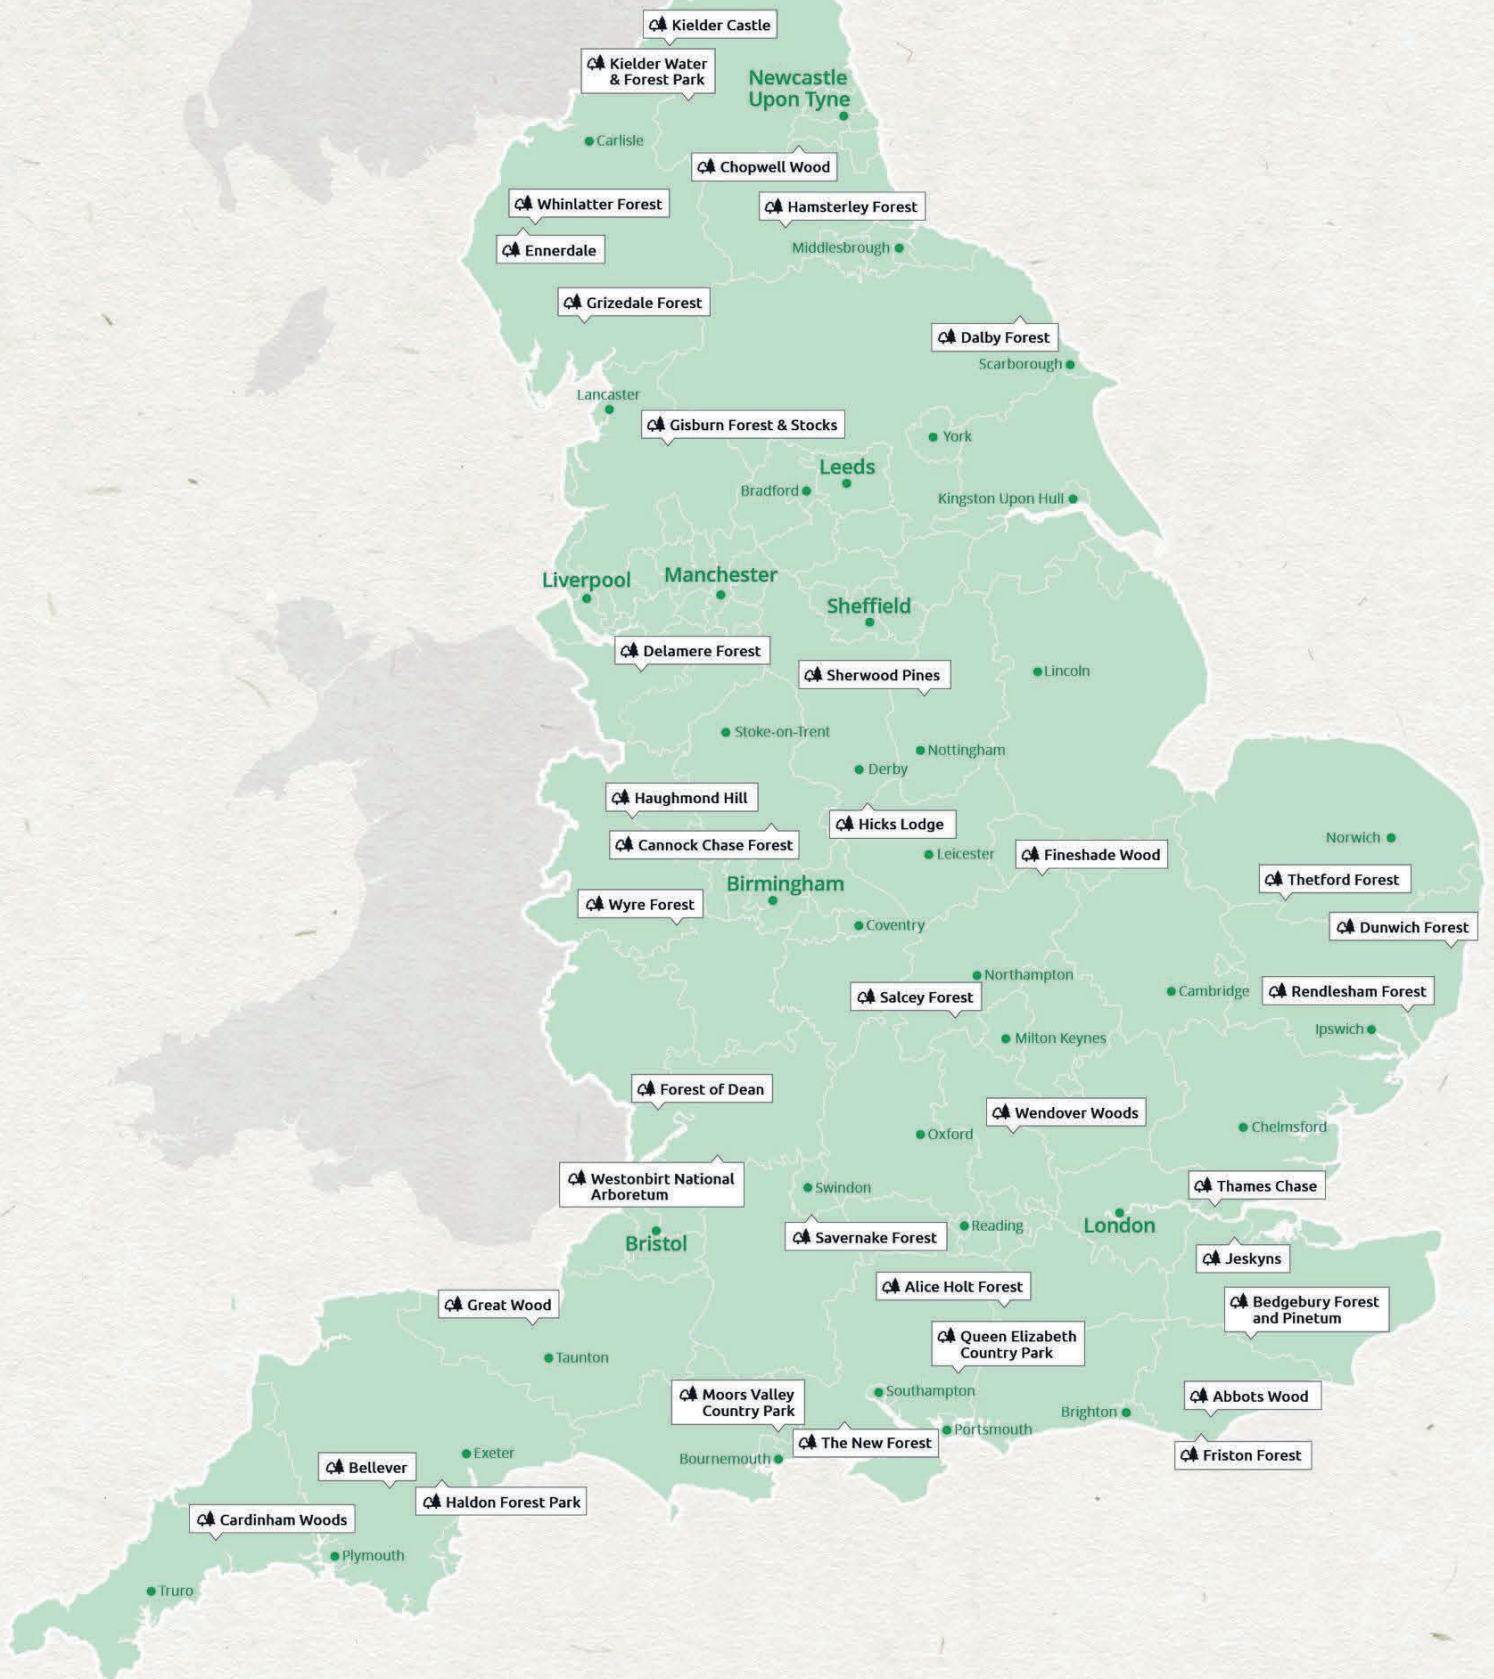 Kielder Castle
Kielder Water
& Forest Park
Newcastle
Upon Tyne
Carlisle
Chopwell Wood
Whinlatter Forest
Hamsterley Forest
Ennerdale
Middlesbrough
Grizedale Forest
Dalby Forest
Scarborough
Lancaster
Gisburn Forest & Stocks
York
Leeds
Bradford
Kingston Upon Hull
Liverpool
Manchester
Sheffield
Delamere Forest
Sherwood Pines
Lincoln
Stoke-on-Trent
Nottingham
Derby
Haughmond Hill
Hicks Lodge
Norwich
Cannock Chase Forest
Leicester
Fineshade Wood
Birmingham
Thetford Forest
Wyre Forest
Coventry
Dunwich Forest
Northampton
Salcey Forest
Cambridge
Rendlesham Forest
Ipswich
Milton Keynes
Forest of Dean
Wendover Woods
Oxford
Chelmsford
Westonbirt National
Arboretum
Swindon
Thames Chase
Savernake Forest
Reading
London
Bristol
Jeskyns
Alice Holt Forest
Great Wood
Bedgebury Forest
and Pinetum
Queen Elizabeth
Country Park
Taunton
Moors Valley
Country Park
Southampton
Abbots Wood
Brighton
The New Forest
Portsmouth
Exeter
Bournemouth
Friston Forest
Bellever
Haldon Forest Park
Cardinham Woods
Plymouth
Truro